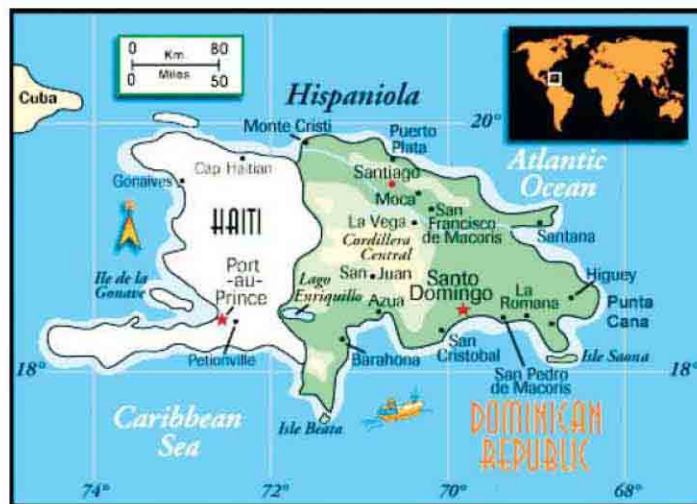 0 80
Km.
0 Miles 50
Cuba
Hispaniola
20°
Monte Cristi
Puerto
Plata
Atlantic
Ocean
Cap Haitian
Santiago
Gonaives
Moca
HAITI
La Vega
San
Francisco
de Macoris
Santana
Cordillera
Central
Ile de la
Gonave
Port
-au-
Prince
Lago
Enriquillo
San Juan
Santo
Domingo
La
Romana
Higuey
Azua
Punta
Cana
Petionville
Barahona
San
Cristobal
Isle Saona
18°
San Pedro
de Macoris
18°
Caribbean
Sea
Isle Beata
DOMINICAN
REPUBLIC
74°
72°
70°
68°